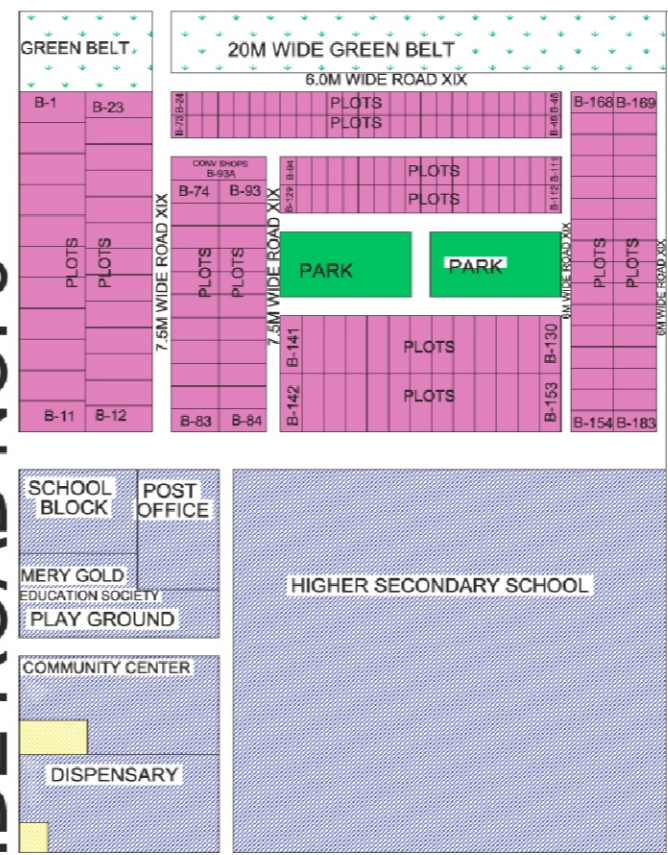 GREEN BELT
20M WIDE GREEN BELT
6.0M WIDE ROAD XIX
B-1
B-23
PLOTS
PLOTS
B-11
B-12
7.5M WIDE ROAD XIX
B-24
B-73
PLOTS
PLOTS
B-48
B-49
CONV SHOPS
B-93A
B-74
B-93
PLOTS
PLOTS
B-83
B-84
7.5M WIDE ROAD XIX
B-94
B-129
PLOTS
PLOTS
B-111
B-112
PARK
PARK
B-141
B-142
PLOTS
PLOTS
B-130
B-153
6M WIDE ROAD XIX
B-168
B-169
PLOTS
PLOTS
B-154
B-183
6M WIDE ROAD XIX
SCHOOL
BLOCK
POST
OFFICE
MERY GOLD
EDUCATION SOCIETY
PLAY GROUND
HIGHER SECONDARY SCHOOL
COMMUNITY CENTER
DISPENSARY